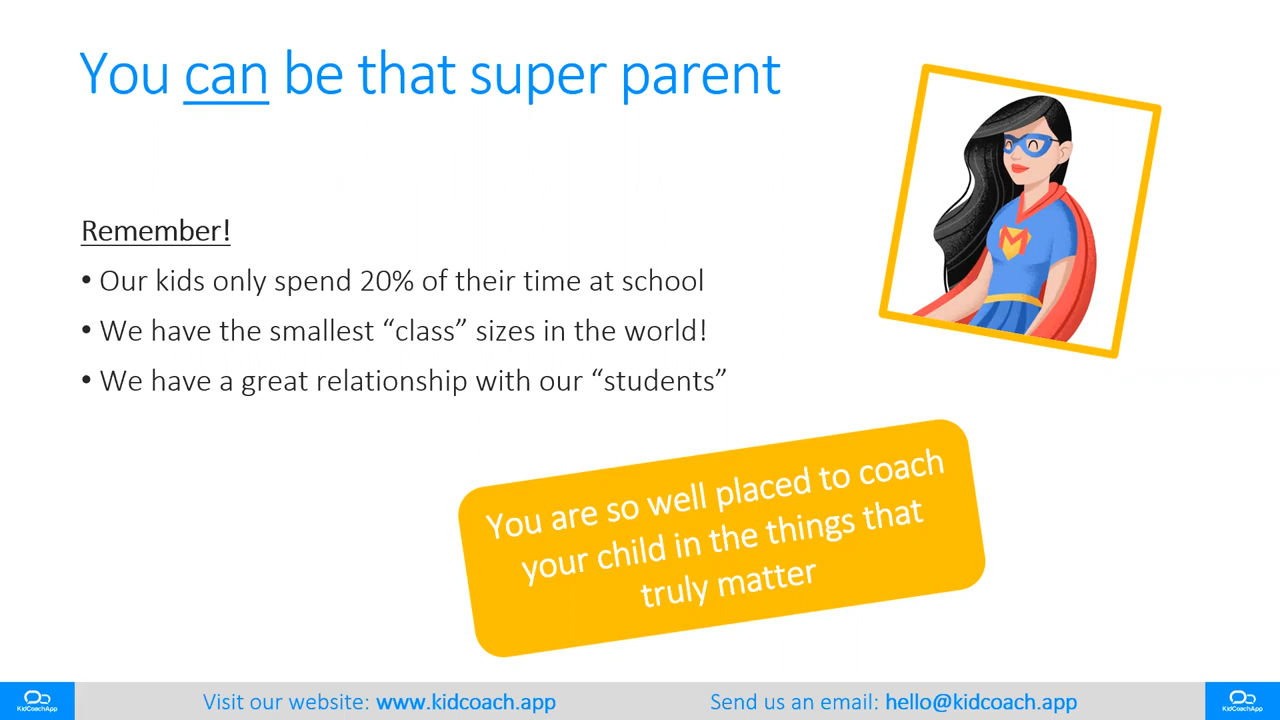 You can be that super parent
M
Remember!
• Our kids only spend 20% of their time at school
• We have the smallest “class” sizes in the world!
• We have a great relationship with our “students”
You are so well placed to coach
your child in the things that
truly matter
KidCoachApp
Visit our website: www.kidcoach.app
Send us an email: hello@kidcoach.app
KidCoachApp